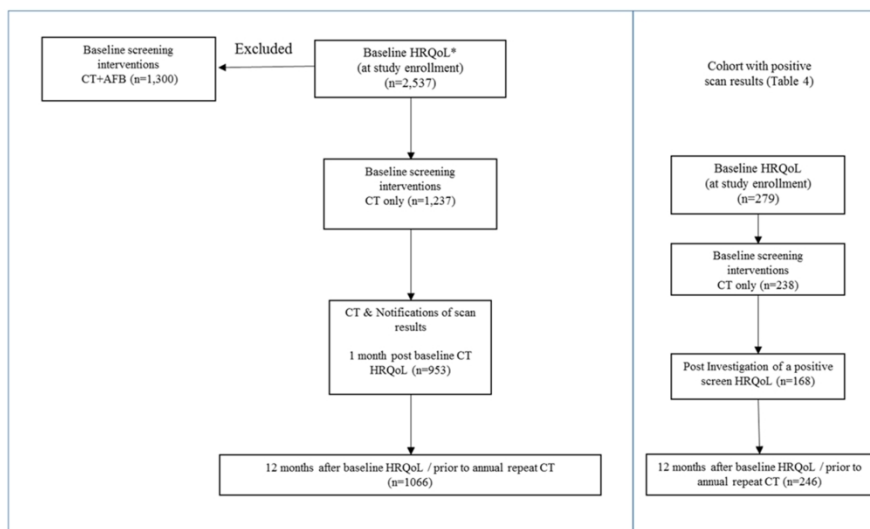 Baseline screening
interventions
CT+AFB (n=1,300)
Excluded
Baseline HRQoL*
(at study enrollment)
(n=2,537)
Baseline screening
interventions
CT only (n=1,237)
CT & Notifications of scan
results
1 month post baseline CT
HRQoL (n=953)
12 months after baseline HRQoL / prior to annual repeat CT
(n=1066)
Cohort with positive
scan results (Table 4)
Baseline HRQoL
(at study enrollment)
(n=279)
Baseline screening
interventions
CT only (n=238)
Post Investigation of a positive
screen HRQoL (n=168)
12 months after baseline HRQoL / prior to
annual repeat CT (n=246)